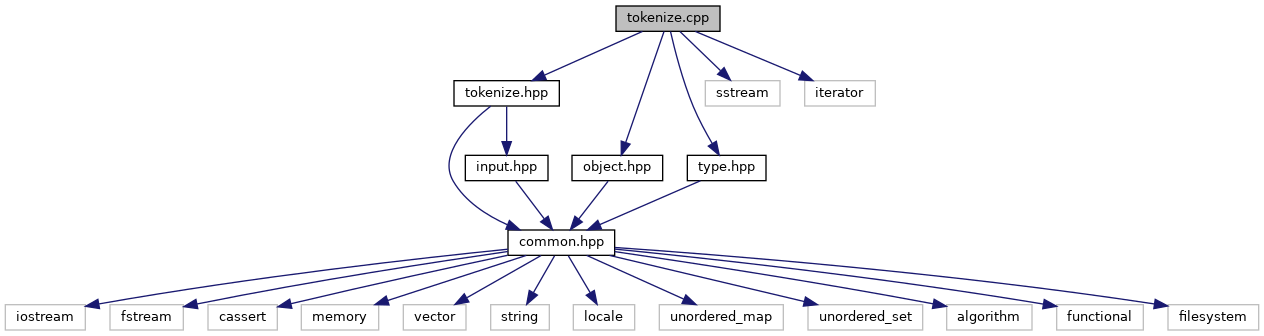 tokenize.cpp
tokenize.hpp
sstream
iterator
input.hpp
object.hpp
type.hpp
common.hpp
iostream
fstream
cassert
memory
vector
string
locale
unordered_map
unordered_set
algorithm
functional
filesystem